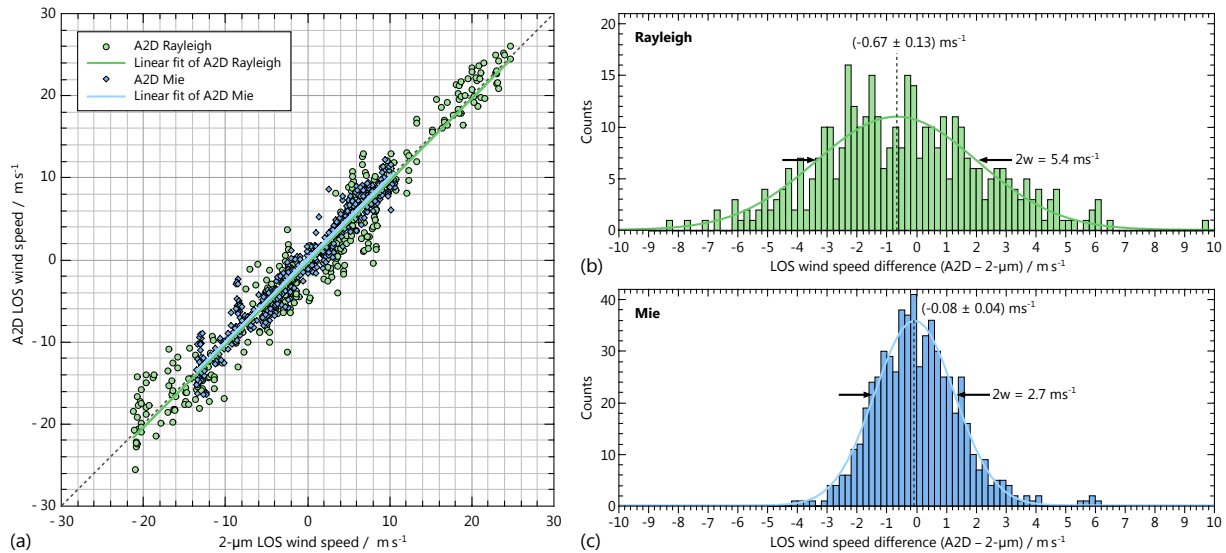 30
20
10
0
- 10
- 20
- 30
A2D LOS wind speed / m s⁻¹
A2D Rayleigh
Linear fit of A2D Rayleigh
A2D Mie
Linear fit of A2D Mie
- 30 - 20 - 10 0 10 20 30
2-µm LOS wind speed / m s⁻¹
(a)
Rayleigh
(-0.67 ± 0.13) ms⁻¹
2w = 5.4 ms⁻¹
20
15
10
5
0
Counts
-10 -9 -8 -7 -6 -5 -4 -3 -2 -1 0 1 2 3 4 5 6 7 8 9 10
LOS wind speed difference (A2D – 2-µm) / m s⁻¹
(b)
Mie
(-0.08 ± 0.04) ms⁻¹
2w = 2.7 ms⁻¹
40
30
20
10
0
Counts
-10 -9 -8 -7 -6 -5 -4 -3 -2 -1 0 1 2 3 4 5 6 7 8 9 10
LOS wind speed difference (A2D – 2-µm) / m s⁻¹
(c)